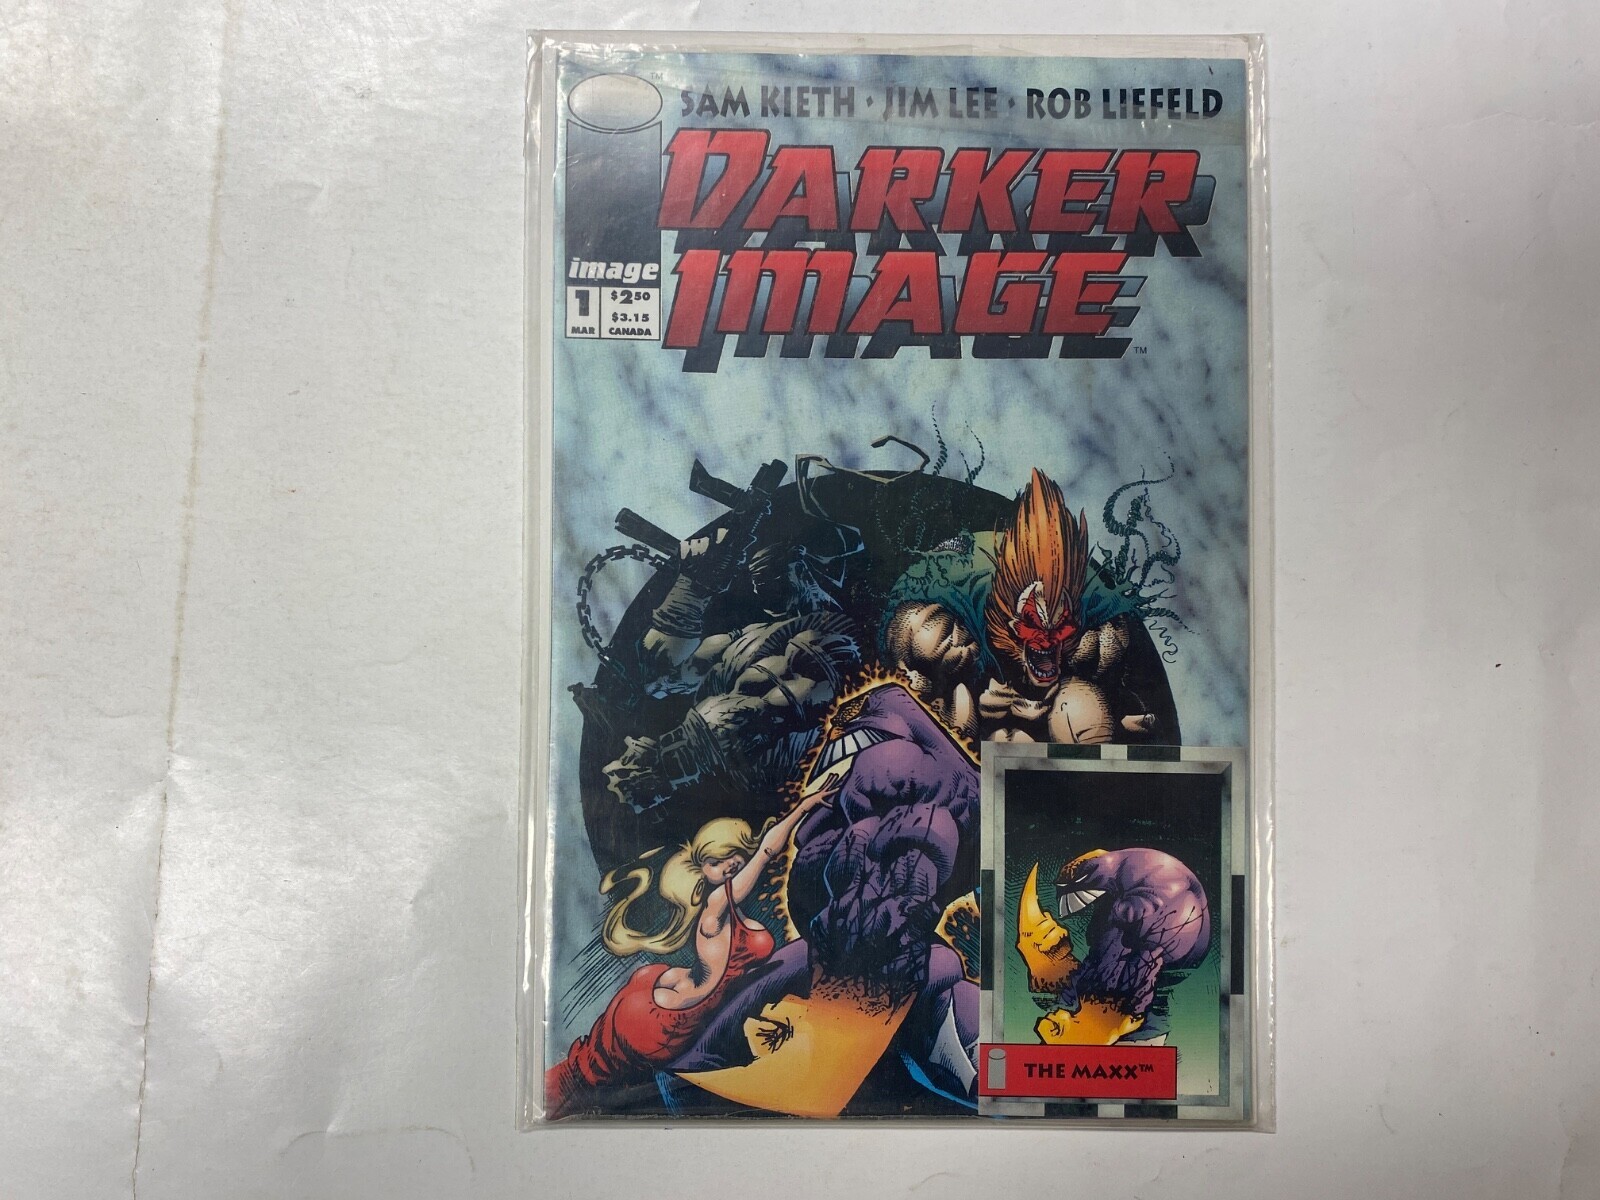 TM
SAM KIETH • JIM LEE • ROB LIEFELD
DARKER
IMAGE
TM
image
1
MAR
$2.50
$3.15
CANADA
THE MAXX™